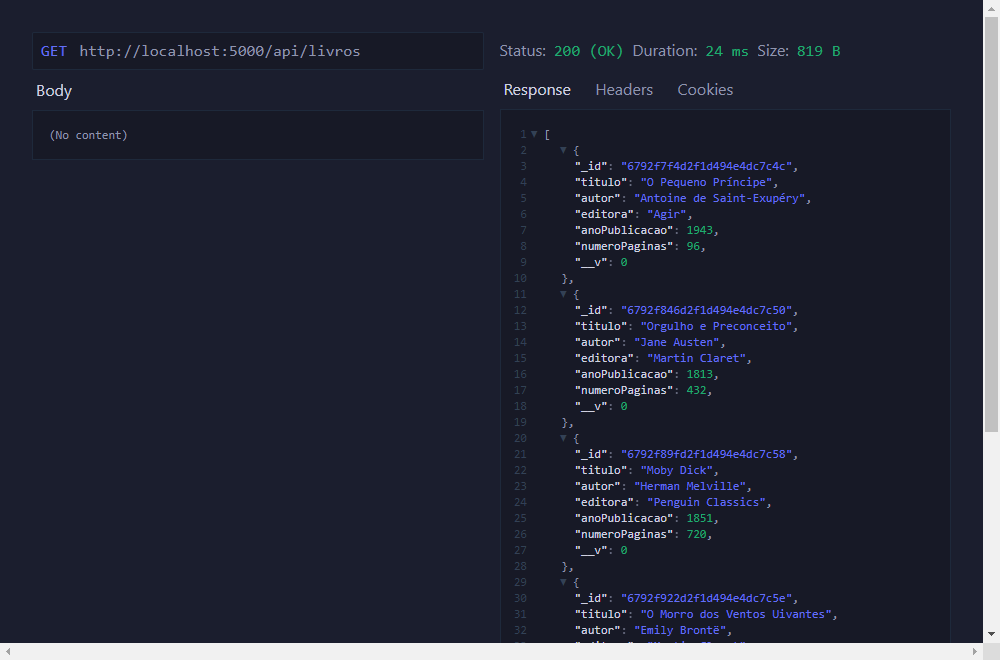 GET http://localhost:5000/api/livros
Status: 200 (OK) Duration: 24 ms Size: 819 B
Body
Response Headers Cookies
(No content)
1 [
2 {
3 "_id": "6792f7f4d2f1d494e4dc7c4c",
4 "titulo": "O Pequeno Príncipe",
5 "autor": "Antoine de Saint-Exupéry",
6 "editora": "Agir",
7 "anoPublicacao": 1943,
8 "numeroPaginas": 96,
9 "__v": 0
10 },
11 {
12 "_id": "6792f846d2f1d494e4dc7c50",
13 "titulo": "Orgulho e Preconceito",
14 "autor": "Jane Austen",
15 "editora": "Martin Claret",
16 "anoPublicacao": 1813,
17 "numeroPaginas": 432,
18 "__v": 0
19 },
20 {
21 "_id": "6792f89fd2f1d494e4dc7c58",
22 "titulo": "Moby Dick",
23 "autor": "Herman Melville",
24 "editora": "Penguin Classics",
25 "anoPublicacao": 1851,
26 "numeroPaginas": 720,
27 "__v": 0
28 },
29 {
30 "_id": "6792f922d2f1d494e4dc7c5e",
31 "titulo": "O Morro dos Ventos Uivantes",
32 "autor": "Emily Brontë",